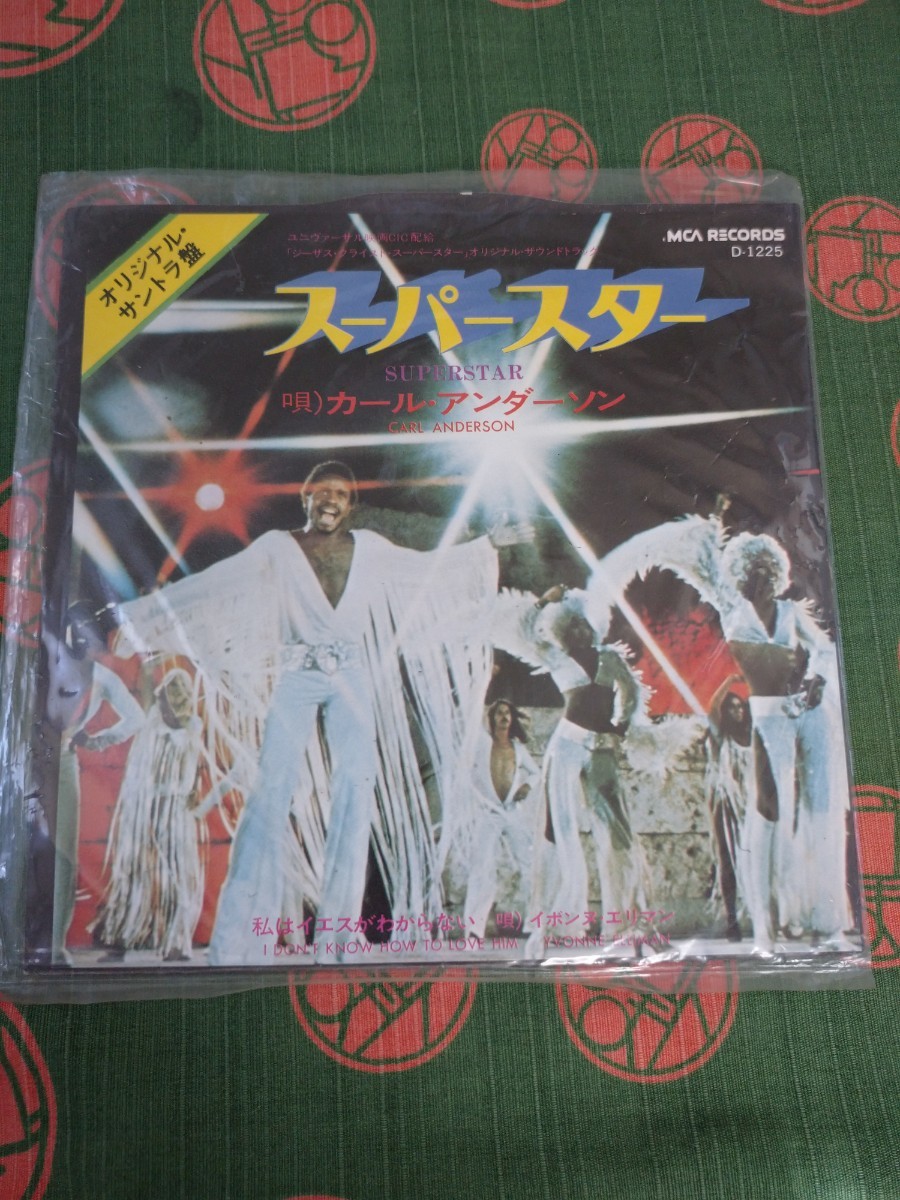 オリジナル・
サントラ盤
ユニヴァーサル映画CIC配給
「ジーザス・クライスト・スーパースター」オリジナル・サウンドトラック
MCA RECORDS
D-1225
スーパースター
SUPERSTAR
唄)カール・アンダーソン
CARL ANDERSON
私はイエスがわからない 唄)イボンヌ・エリマン
I DON'T KNOW HOW TO LOVE HIM YVONNE ELLIMAN